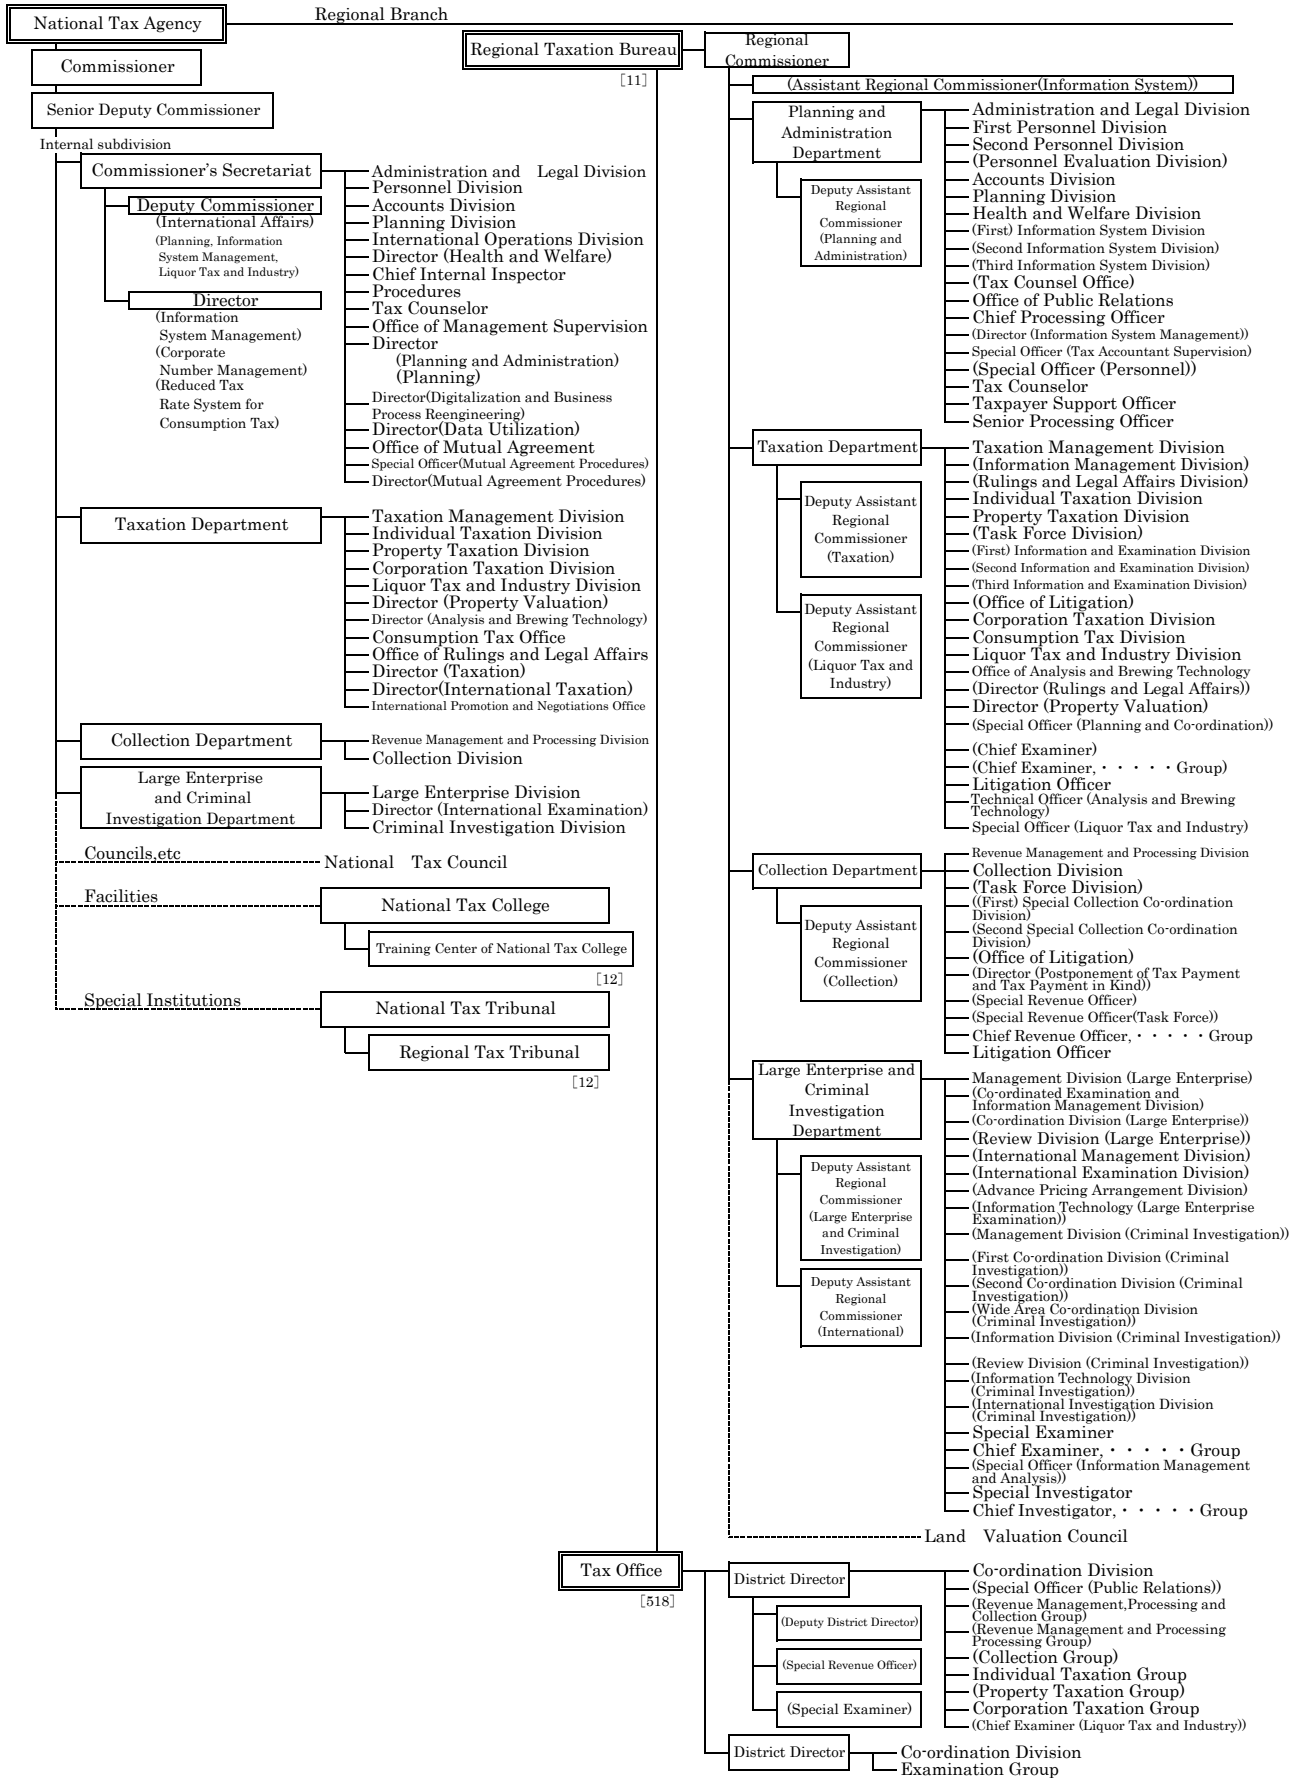 National Tax Agency
Regional Branch
Commissioner
Senior Deputy Commissioner
Internal subdivision
Commissioner's Secretariat
Deputy Commissioner
(International Affairs)
(Planning, Information
System Management,
Liquor Tax and Industry)
Director
(Information
System Management)
(Corporate
Number Management)
(Reduced Tax
Rate System for
Consumption Tax)
Administration and Legal Division
Personnel Division
Accounts Division
Planning Division
International Operations Division
Director (Health and Welfare)
Chief Internal Inspector
Procedures
Tax Counselor
Office of Management Supervision
Director
(Planning and Administration)
(Planning)
Director(Digitalization and Business
Process Reengineering)
Director(Data Utilization)
Office of Mutual Agreement
Special Officer(Mutual Agreement Procedures)
Director(Mutual Agreement Procedures)
Taxation Department
Taxation Management Division
Individual Taxation Division
Property Taxation Division
Corporation Taxation Division
Liquor Tax and Industry Division
Director (Property Valuation)
Director (Analysis and Brewing Technology)
Consumption Tax Office
Office of Rulings and Legal Affairs
Director (Taxation)
Director(International Taxation)
International Promotion and Negotiations Office
Collection Department
Revenue Management and Processing Division
Collection Division
Large Enterprise
and Criminal
Investigation Department
Large Enterprise Division
Director (International Examination)
Criminal Investigation Division
Councils,etc
National Tax Council
Facilities
National Tax College
Training Center of National Tax College
[12]
Special Institutions
National Tax Tribunal
Regional Tax Tribunal
[12]
Regional Taxation Bureau
[11]
Regional
Commissioner
(Assistant Regional Commissioner(Information System))
Planning and
Administration
Department
Deputy Assistant
Regional
Commissioner
(Planning and
Administration)
Administration and Legal Division
First Personnel Division
Second Personnel Division
(Personnel Evaluation Division)
Accounts Division
Planning Division
Health and Welfare Division
(First) Information System Division
(Second Information System Division)
(Third Information System Division)
(Tax Counsel Office)
Office of Public Relations
Chief Processing Officer
(Director (Information System Management))
Special Officer (Tax Accountant Supervision)
(Special Officer (Personnel))
Tax Counselor
Taxpayer Support Officer
Senior Processing Officer
Taxation Department
Deputy Assistant
Regional
Commissioner
(Taxation)
Deputy Assistant
Regional
Commissioner
(Liquor Tax and
Industry)
Taxation Management Division
(Information Management Division)
(Rulings and Legal Affairs Division)
Individual Taxation Division
Property Taxation Division
(Task Force Division)
(First) Information and Examination Division
(Second Information and Examination Division)
(Third Information and Examination Division)
(Office of Litigation)
Corporation Taxation Division
Consumption Tax Division
Liquor Tax and Industry Division
Office of Analysis and Brewing Technology
(Director (Rulings and Legal Affairs))
Director (Property Valuation)
(Special Officer (Planning and Co-ordination))
(Chief Examiner)
(Chief Examiner,・・・・・Group)
Litigation Officer
Technical Officer (Analysis and Brewing
Technology)
Special Officer (Liquor Tax and Industry)
Collection Department
Deputy Assistant
Regional
Commissioner
(Collection)
Revenue Management and Processing Division
Collection Division
(Task Force Division)
((First) Special Collection Co-ordination
Division)
(Second Special Collection Co-ordination
Division)
(Office of Litigation)
(Director (Postponement of Tax Payment
and Tax Payment in Kind))
(Special Revenue Officer)
(Special Revenue Officer(Task Force))
Chief Revenue Officer,・・・・・Group
Litigation Officer
Large Enterprise and
Criminal
Investigation
Department
Deputy Assistant
Regional
Commissioner
(Large Enterprise
and Criminal
Investigation)
Deputy Assistant
Regional
Commissioner
(International)
Management Division (Large Enterprise)
(Co-ordinated Examination and
Information Management Division)
(Co-ordination Division (Large Enterprise))
(Review Division (Large Enterprise))
(International Management Division)
(International Examination Division)
(Advance Pricing Arrangement Division)
(Information Technology (Large Enterprise
Examination))
(Management Division (Criminal Investigation))
(First Co-ordination Division (Criminal
Investigation))
(Second Co-ordination Division (Criminal
Investigation))
(Wide Area Co-ordination Division
(Criminal Investigation))
(Information Division (Criminal Investigation))
(Review Division (Criminal Investigation))
(Information Technology Division
(Criminal Investigation))
(International Investigation Division
(Criminal Investigation))
Special Examiner
Chief Examiner,・・・・・Group
(Special Officer (Information Management
and Analysis))
Special Investigator
Chief Investigator,・・・・・Group
Land Valuation Council
Tax Office
[518]
District Director
(Deputy District Director)
(Special Revenue Officer)
(Special Examiner)
Co-ordination Division
(Special Officer (Public Relations))
(Revenue Management,Processing and
Collection Group)
(Revenue Management and Processing
Processing Group)
(Collection Group)
Individual Taxation Group
(Property Taxation Group)
Corporation Taxation Group
(Chief Examiner (Liquor Tax and Industry))
District Director
Co-ordination Division
Examination Group